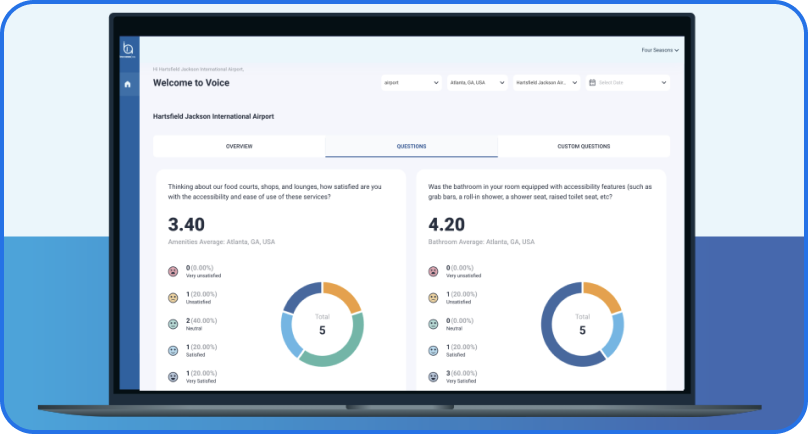 Four Seasons
Hi Hartsfield Jackson International Airport,
Welcome to Voice
airport
Atlanta, GA, USA
Hartsfield Jackson Air...
Select Date
Hartsfield Jackson International Airport
OVERVIEW
QUESTIONS
CUSTOM QUESTIONS
Thinking about our food courts, shops, and lounges, how satisfied are you
with the accessibility and ease of use of these services?
3.40
Amenities Average: Atlanta, GA, USA
0(0.00%)
Very unsatisfied
1(20.00%)
Unsatisfied
2(40.00%)
Neutral
1(20.00%)
Satisfied
1(20.00%)
Very Satisfied
Total
5
Was the bathroom in your room equipped with accessibility features (such as
grab bars, a roll-in shower, a shower seat, raised toilet seat, etc?
4.20
Bathroom Average: Atlanta, GA, USA
0(0.00%)
Very unsatisfied
1(20.00%)
Unsatisfied
0(0.00%)
Neutral
1(20.00%)
Satisfied
3(60.00%)
Very Satisfied
Total
5